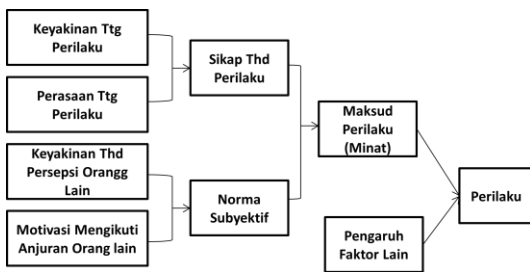 Keyakinan Ttg
Perilaku
Perasaan Ttg
Perilaku
Keyakinan Thd
Persepsi Orangg
Lain
Motivasi Mengikuti
Anjuran Orang lain
Sikap Thd
Perilaku
Norma
Subyektif
Maksud
Perilaku
(Minat)
Pengaruh
Faktor Lain
Perilaku